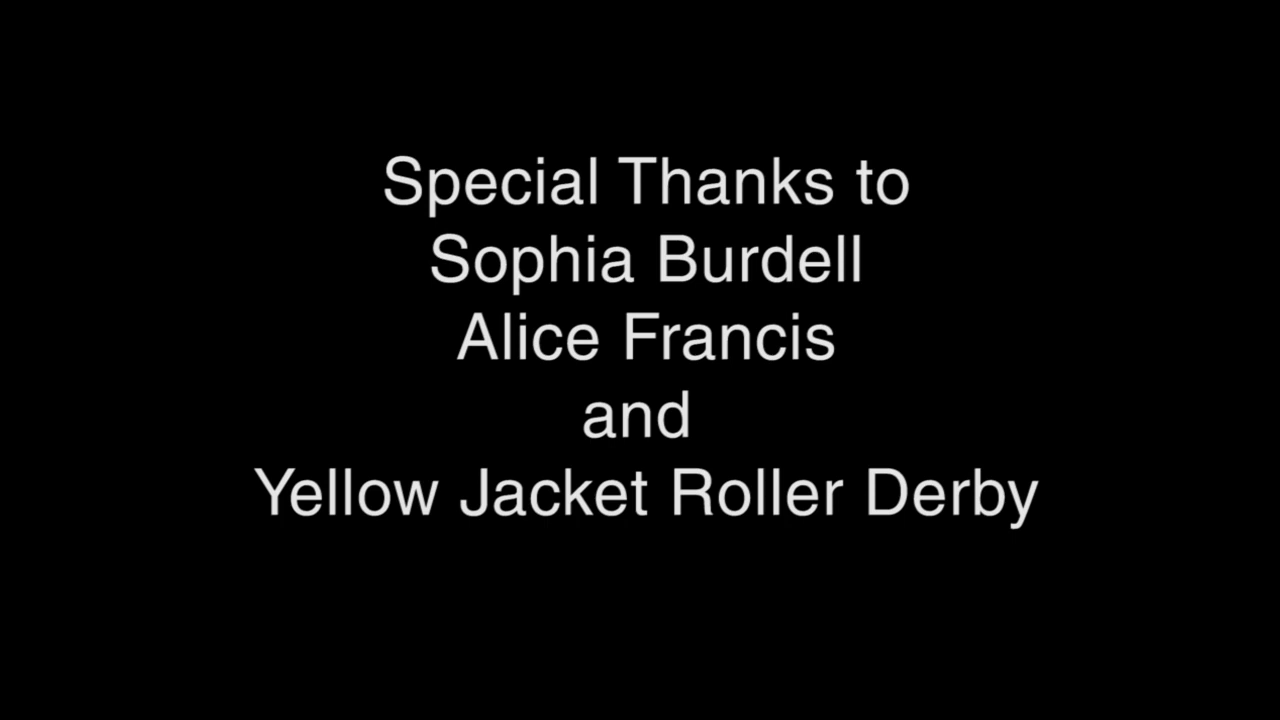 Special Thanks to
Sophia Burdell
Alice Francis
and
Yellow Jacket Roller Derby